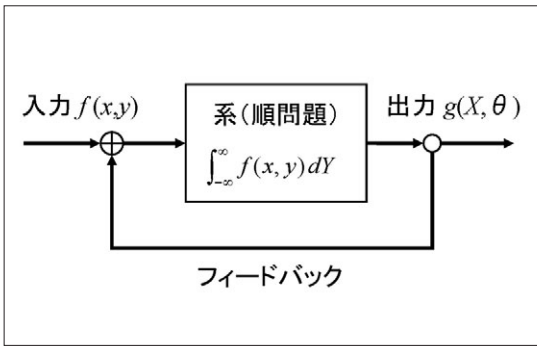 入力 f(x,y)
系(順問題)
∫_{-∞}^{∞} f(x, y) dY
出力 g(X, θ)
フィードバック